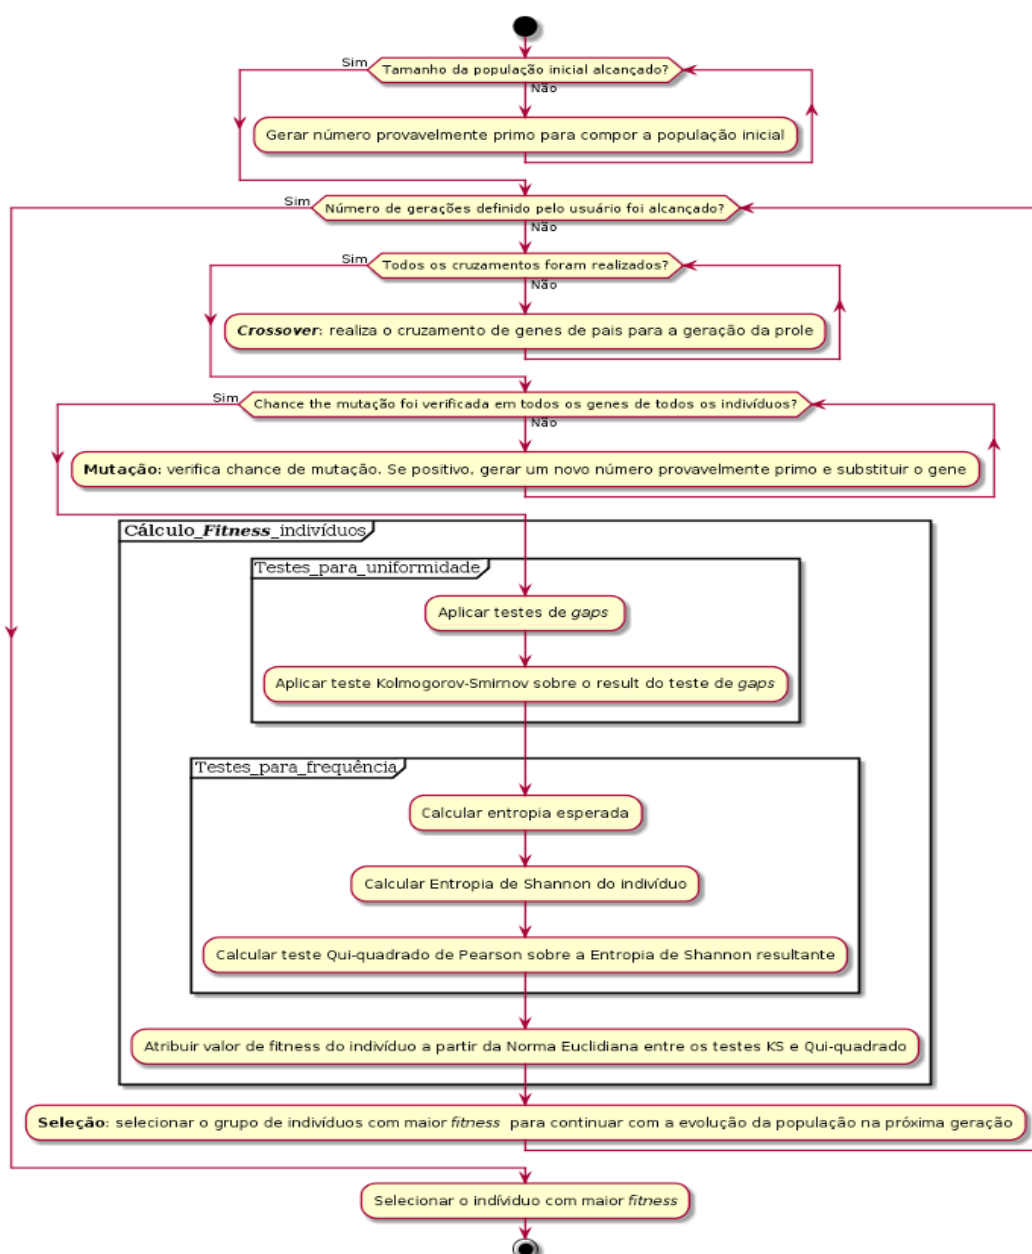 Sim
Tamanho da população inicial alcançado?
Não
Gerar número provavelmente primo para compor a população inicial
Sim
Número de gerações definido pelo usuário foi alcançado?
Não
Sim
Todos os cruzamentos foram realizados?
Não
Crossover: realiza o cruzamento de genes de pais para a geração da prole
Sim
Chance the mutação foi verificada em todos os genes de todos os indivíduos?
Não
Mutação: verifica chance de mutação. Se positivo, gerar um novo número provavelmente primo e substituir o gene
Cálculo_Fitness_indivíduos
Testes_para_uniformidade
Aplicar testes de gaps
Aplicar teste Kolmogorov-Smirnov sobre o result do teste de gaps
Testes_para_frequência
Calcular entropia esperada
Calcular Entropia de Shannon do indivíduo
Calcular teste Qui-quadrado de Pearson sobre a Entropia de Shannon resultante
Atribuir valor de fitness do indivíduo a partir da Norma Euclidiana entre os testes KS e Qui-quadrado
Seleção: selecionar o grupo de indivíduos com maior fitness para continuar com a evolução da população na próxima geração
Selecionar o indíviduo com maior fitness